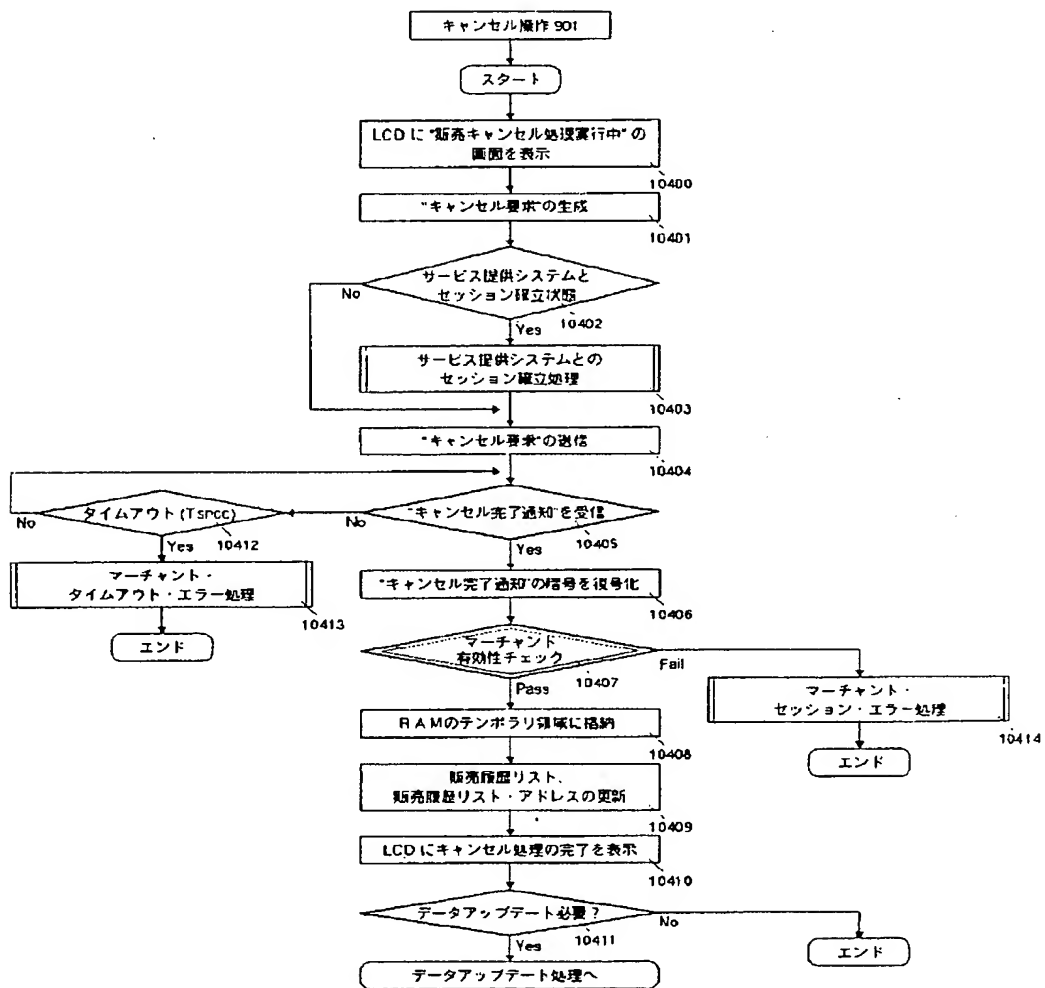 キャンセル操作 901
スタート
LCDに"販売キャンセル処理実行中"の
画面を表示
10400
"キャンセル要求"の生成
10401
サービス提供システムと
セッション確立状態
10402
No
Yes
サービス提供システムとの
セッション確立処理
10403
"キャンセル要求"の送信
10404
"キャンセル完了通知"を受信
10405
No
Yes
タイムアウト(Tspcc)
10412
No
Yes
マーチャント・
タイムアウト・エラー処理
10413
エンド
"キャンセル完了通知"の暗号を復号化
10406
マーチャント
有効性チェック
10407
Fail
Pass
マーチャント・
セッション・エラー処理
10414
エンド
RAMのテンポラリ領域に格納
10408
販売履歴リスト、
販売履歴リスト・アドレスの更新
10409
LCDにキャンセル処理の完了を表示
10410
データアップデート必要?
10411
No
Yes
エンド
データアップデート処理へ